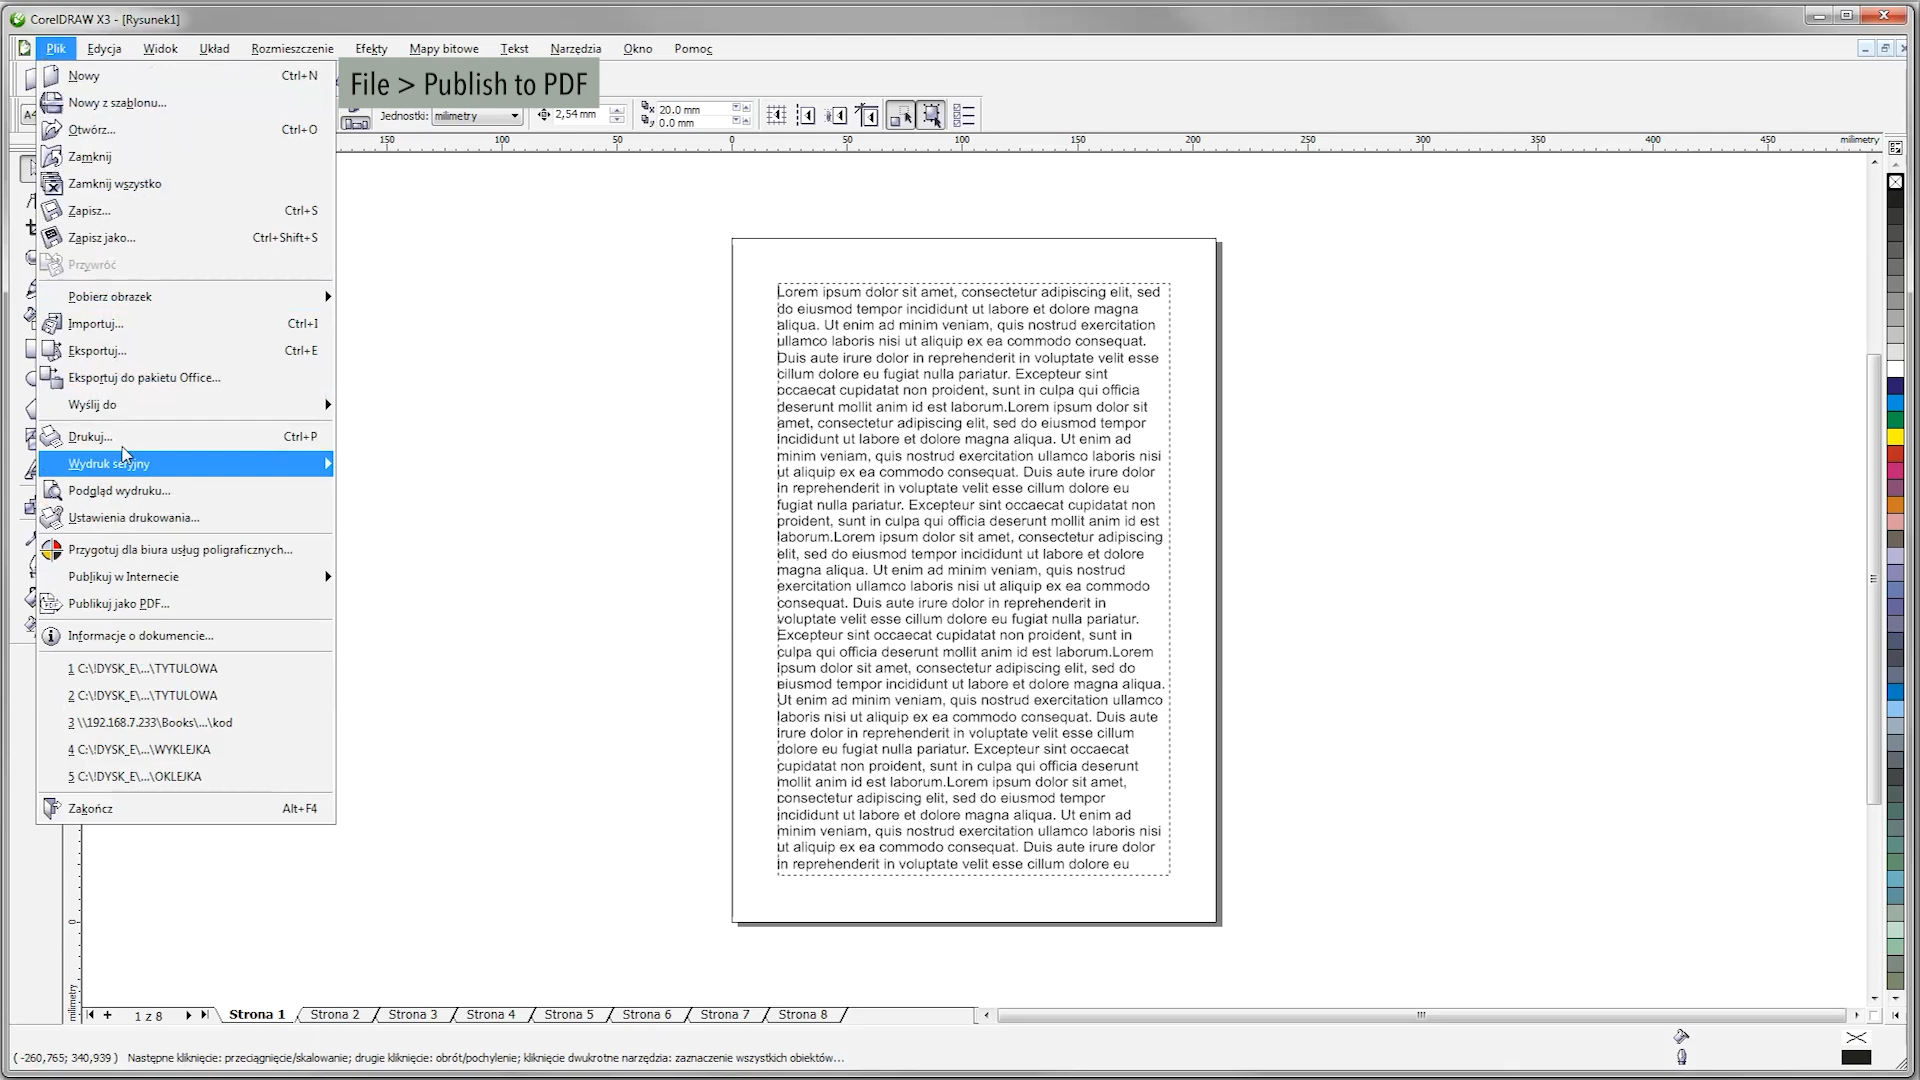 CorelDRAW X3 - [Rysunek1]
Plik Edycja Widok Układ Rozmieszczenie Efekty Mapy bitowe Tekst Narzędzia Okno Pomoc
File > Publish to PDF
Nowy Ctrl+N
Nowy z szablonu...
Otwórz... Ctrl+O
Zamknij
Zamknij wszystko
Zapisz... Ctrl+S
Zapisz jako... Ctrl+Shift+S
Przywróć
Pobierz obrazek
Importuj... Ctrl+I
Eksportuj... Ctrl+E
Eksportuj do pakietu Office...
Wyślij do
Drukuj... Ctrl+P
Wydruk seryjny
Podgląd wydruku...
Ustawienia drukowania...
Przygotuj dla biura usług poligraficznych...
Publikuj w Internecie
Publikuj jako PDF...
Informacje o dokumencie...
1 C:\!DYSK_E\...\TYTULOWA
2 C:\!DYSK_E\...\TYTULOWA
3 \\192.168.7.233\Books\...\kod
4 C:\!DYSK_E\...\WYKLEJKA
5 C:\!DYSK_E\...\OKLEJKA
Zakończ Alt+F4
A4 Jednostki: milimetry 2,54 mm x 20.0 mm
y 0.0 mm
150 100 50 0 50 100 150 200 250 300 350 400 450 milimetry
Lorem ipsum dolor sit amet, consectetur adipiscing elit, sed
do eiusmod tempor incididunt ut labore et dolore magna
aliqua. Ut enim ad minim veniam, quis nostrud exercitation
ullamco laboris nisi ut aliquip ex ea commodo consequat.
Duis aute irure dolor in reprehenderit in voluptate velit esse
cillum dolore eu fugiat nulla pariatur. Excepteur sint
occaecat cupidatat non proident, sunt in culpa qui officia
deserunt mollit anim id est laborum.Lorem ipsum dolor sit
amet, consectetur adipiscing elit, sed do eiusmod tempor
incididunt ut labore et dolore magna aliqua. Ut enim ad
minim veniam, quis nostrud exercitation ullamco laboris nisi
ut aliquip ex ea commodo consequat. Duis aute irure dolor
in reprehenderit in voluptate velit esse cillum dolore eu
fugiat nulla pariatur. Excepteur sint occaecat cupidatat non
proident, sunt in culpa qui officia deserunt mollit anim id est
laborum.Lorem ipsum dolor sit amet, consectetur adipiscing
elit, sed do eiusmod tempor incididunt ut labore et dolore
magna aliqua. Ut enim ad minim veniam, quis nostrud
exercitation ullamco laboris nisi ut aliquip ex ea commodo
consequat. Duis aute irure dolor in reprehenderit in
voluptate velit esse cillum dolore eu fugiat nulla pariatur.
Excepteur sint occaecat cupidatat non proident, sunt in
culpa qui officia deserunt mollit anim id est laborum.Lorem
ipsum dolor sit amet, consectetur adipiscing elit, sed do
eiusmod tempor incididunt ut labore et dolore magna aliqua.
Ut enim ad minim veniam, quis nostrud exercitation ullamco
laboris nisi ut aliquip ex ea commodo consequat. Duis aute
irure dolor in reprehenderit in voluptate velit esse cillum
dolore eu fugiat nulla pariatur. Excepteur sint occaecat
cupidatat non proident, sunt in culpa qui officia deserunt
mollit anim id est laborum.Lorem ipsum dolor sit amet,
consectetur adipiscing elit, sed do eiusmod tempor
incididunt ut labore et dolore magna aliqua. Ut enim ad
minim veniam, quis nostrud exercitation ullamco laboris nisi
ut aliquip ex ea commodo consequat. Duis aute irure dolor
in reprehenderit in voluptate velit esse cillum dolore eu
0
milimetry
1 z 8 Strona 1 Strona 2 Strona 3 Strona 4 Strona 5 Strona 6 Strona 7 Strona 8
( -260,765; 340,939 ) Następne kliknięcie: przeciągnięcie/skalowanie; drugie kliknięcie: obrót/pochylenie; kliknięcie dwukrotne narzędzia: zaznaczenie wszystkich obiektów...